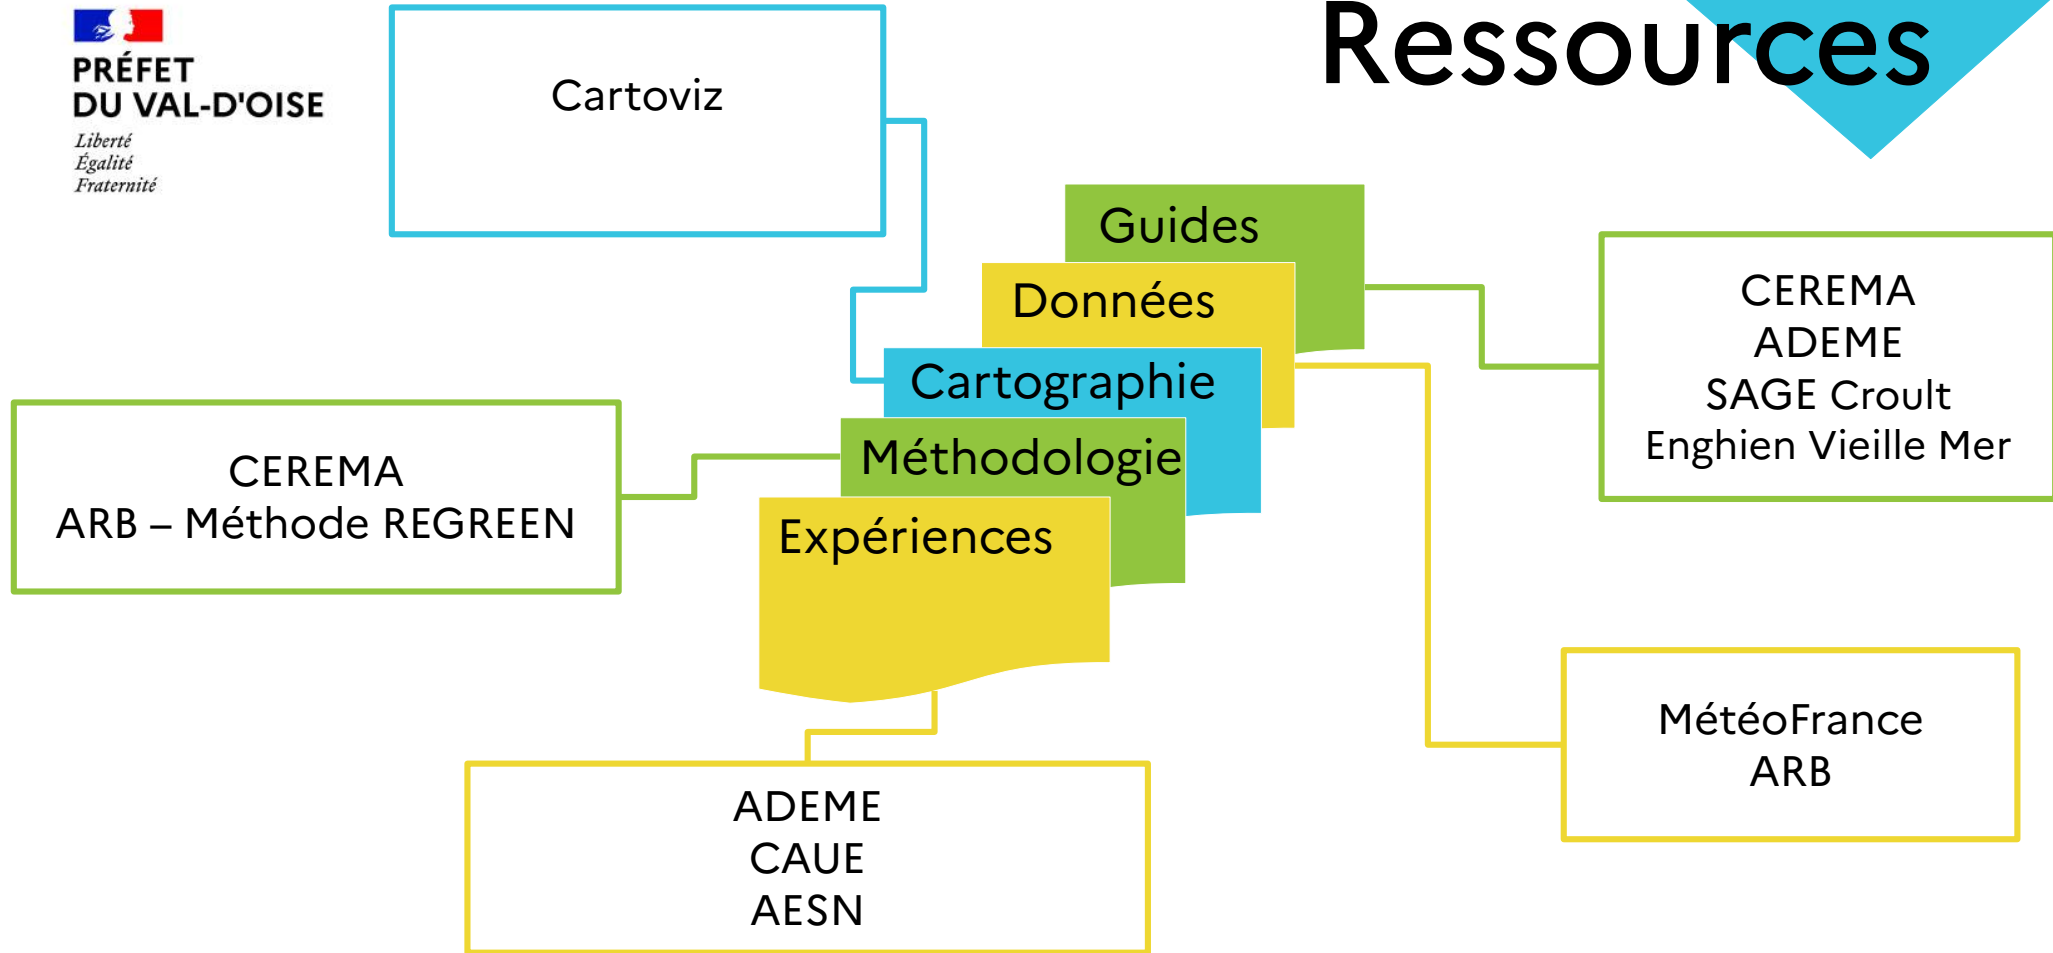 PRÉFET
DU VAL-D'OISE
Liberté
Égalité
Fraternité
Ressources
Cartoviz
Guides
Données
Cartographie
Méthodologie
Expériences
CEREMA
ADEME
SAGE Croult
Enghien Vieille Mer
CEREMA
ARB – Méthode REGREEN
MétéoFrance
ARB
ADEME
CAUE
AESN